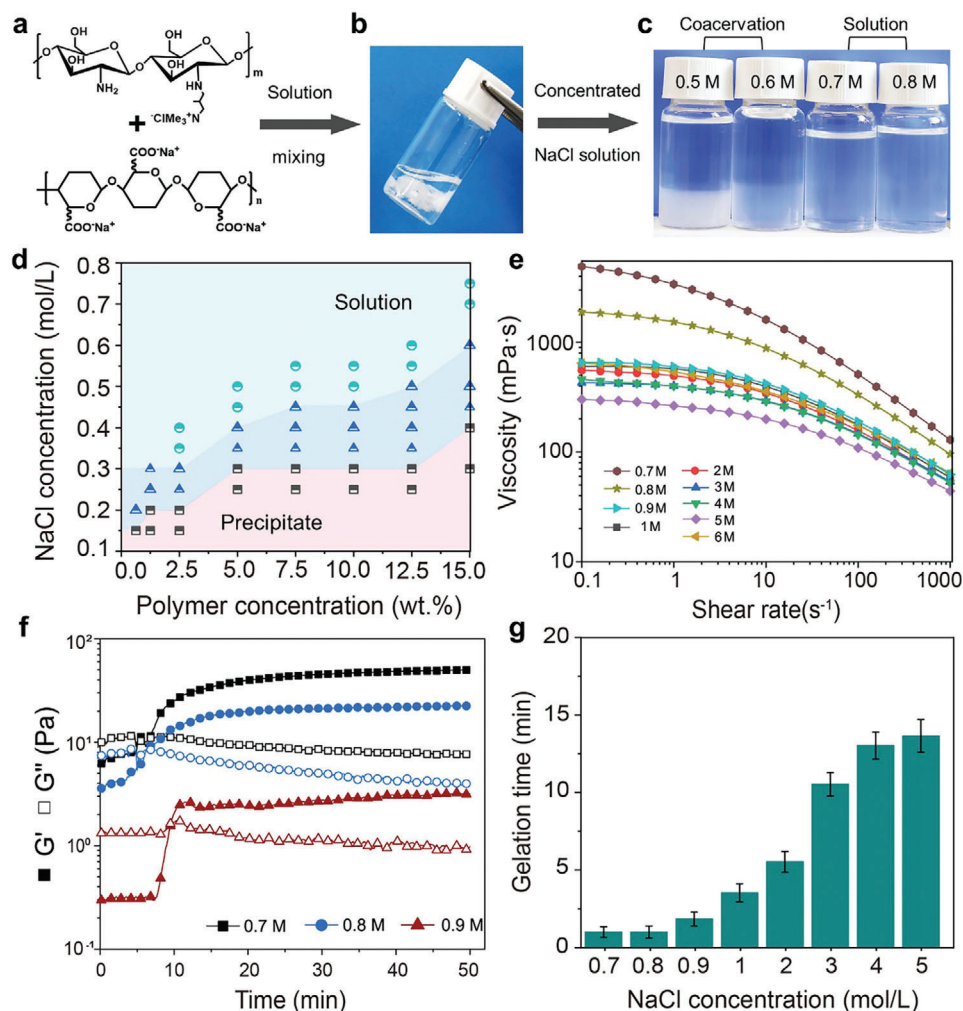 a
b
c
OH
HO
OH
O
O
NH₂
HO
OH
O
O
HN
m
⁻ClMe₃⁺N
+
COO⁻Na⁺
COO⁻Na⁺
COO⁻Na⁺
n
Solution
mixing
Concentrated
NaCl solution
Coacervation Solution
0.5 M 0.6 M 0.7 M 0.8 M
d
NaCl concentration (mol/L)
0.8
0.7
0.6
0.5
0.4
0.3
0.2
0.1
Solution
Precipitate
0.0 2.5 5.0 7.5 10.0 12.5 15.0
Polymer concentration (wt.%)
e
Viscosity (mPa·s)
1000
100
10
0.7M 2M
0.8M 3M
0.9M 4M
1M 5M
6M
0.1 1 10 100 1000
Shear rate(s⁻¹)
f
G' G" (Pa)
10²
10¹
10⁰
10⁻¹
0.7 M 0.8 M 0.9 M
0 10 20 30 40 50
Time (min)
g
Gelation time (min)
20
15
10
5
0
0.7 0.8 0.9 1 2 3 4 5
NaCl concentration (mol/L)